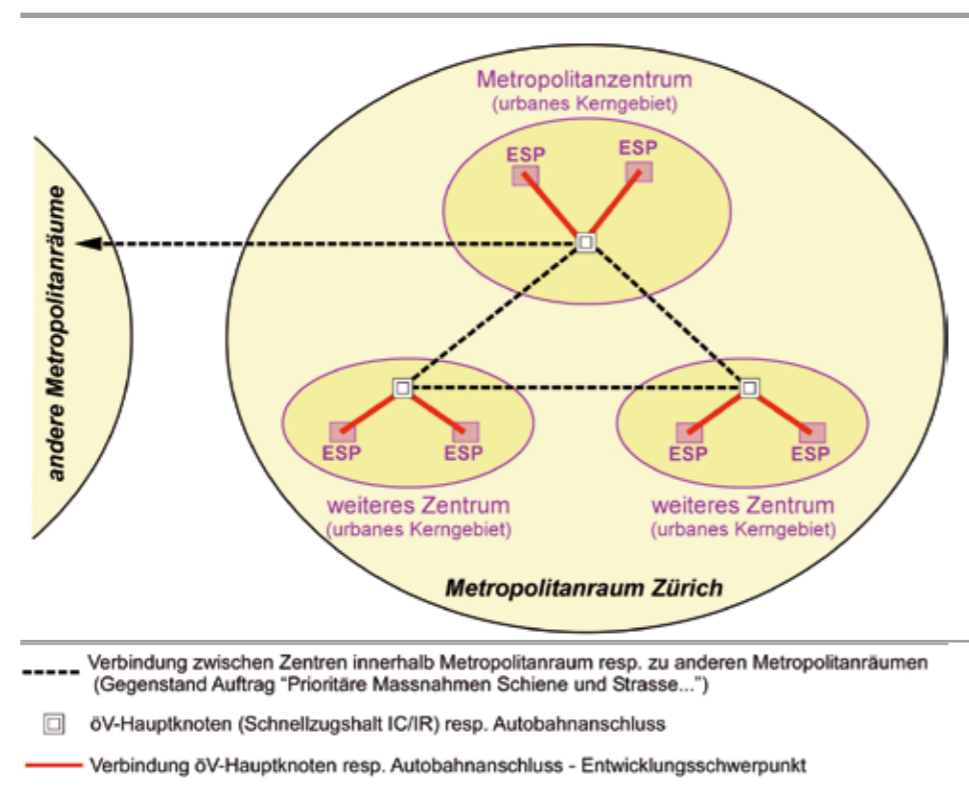 Metropolitanzentrum
(urbanes Kerngebiet)
ESP
ESP
andere Metropolitanräume
ESP
ESP
ESP
ESP
weiteres Zentrum
(urbanes Kerngebiet)
weiteres Zentrum
(urbanes Kerngebiet)
Metropolitanraum Zürich
Verbindung zwischen Zentren innerhalb Metropolitanraum resp. zu anderen Metropolitanräumen
(Gegenstand Auftrag “Prioritäre Massnahmen Schiene und Strasse...”)
öV-Hauptknoten (Schnellzugshalt IC/IR) resp. Autobahnanschluss
Verbindung öV-Hauptknoten resp. Autobahnanschluss - Entwicklungsschwerpunkt